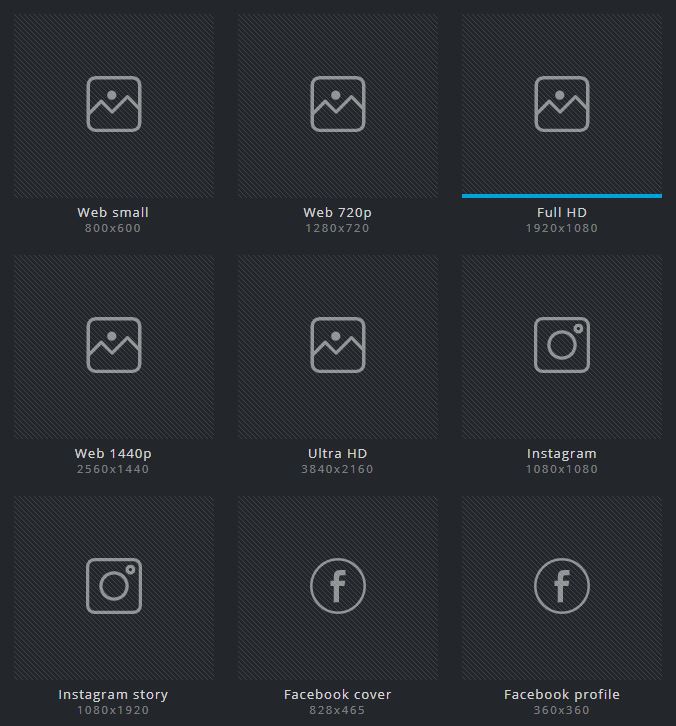 Web small
800x600
Web 720p
1280x720
Full HD
1920x1080
Web 1440p
2560x1440
Ultra HD
3840x2160
Instagram
1080x1080
Instagram story
1080x1920
Facebook cover
828x465
Facebook profile
360x360